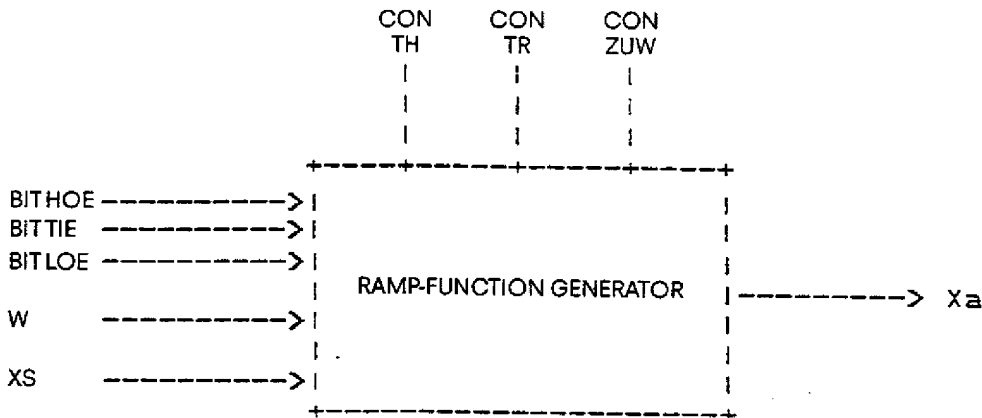 CON CON CON
TH TR ZUW
BITHOE
BITTIE
BITLOE
RAMP-FUNCTION GENERATOR
Xa
W
XS